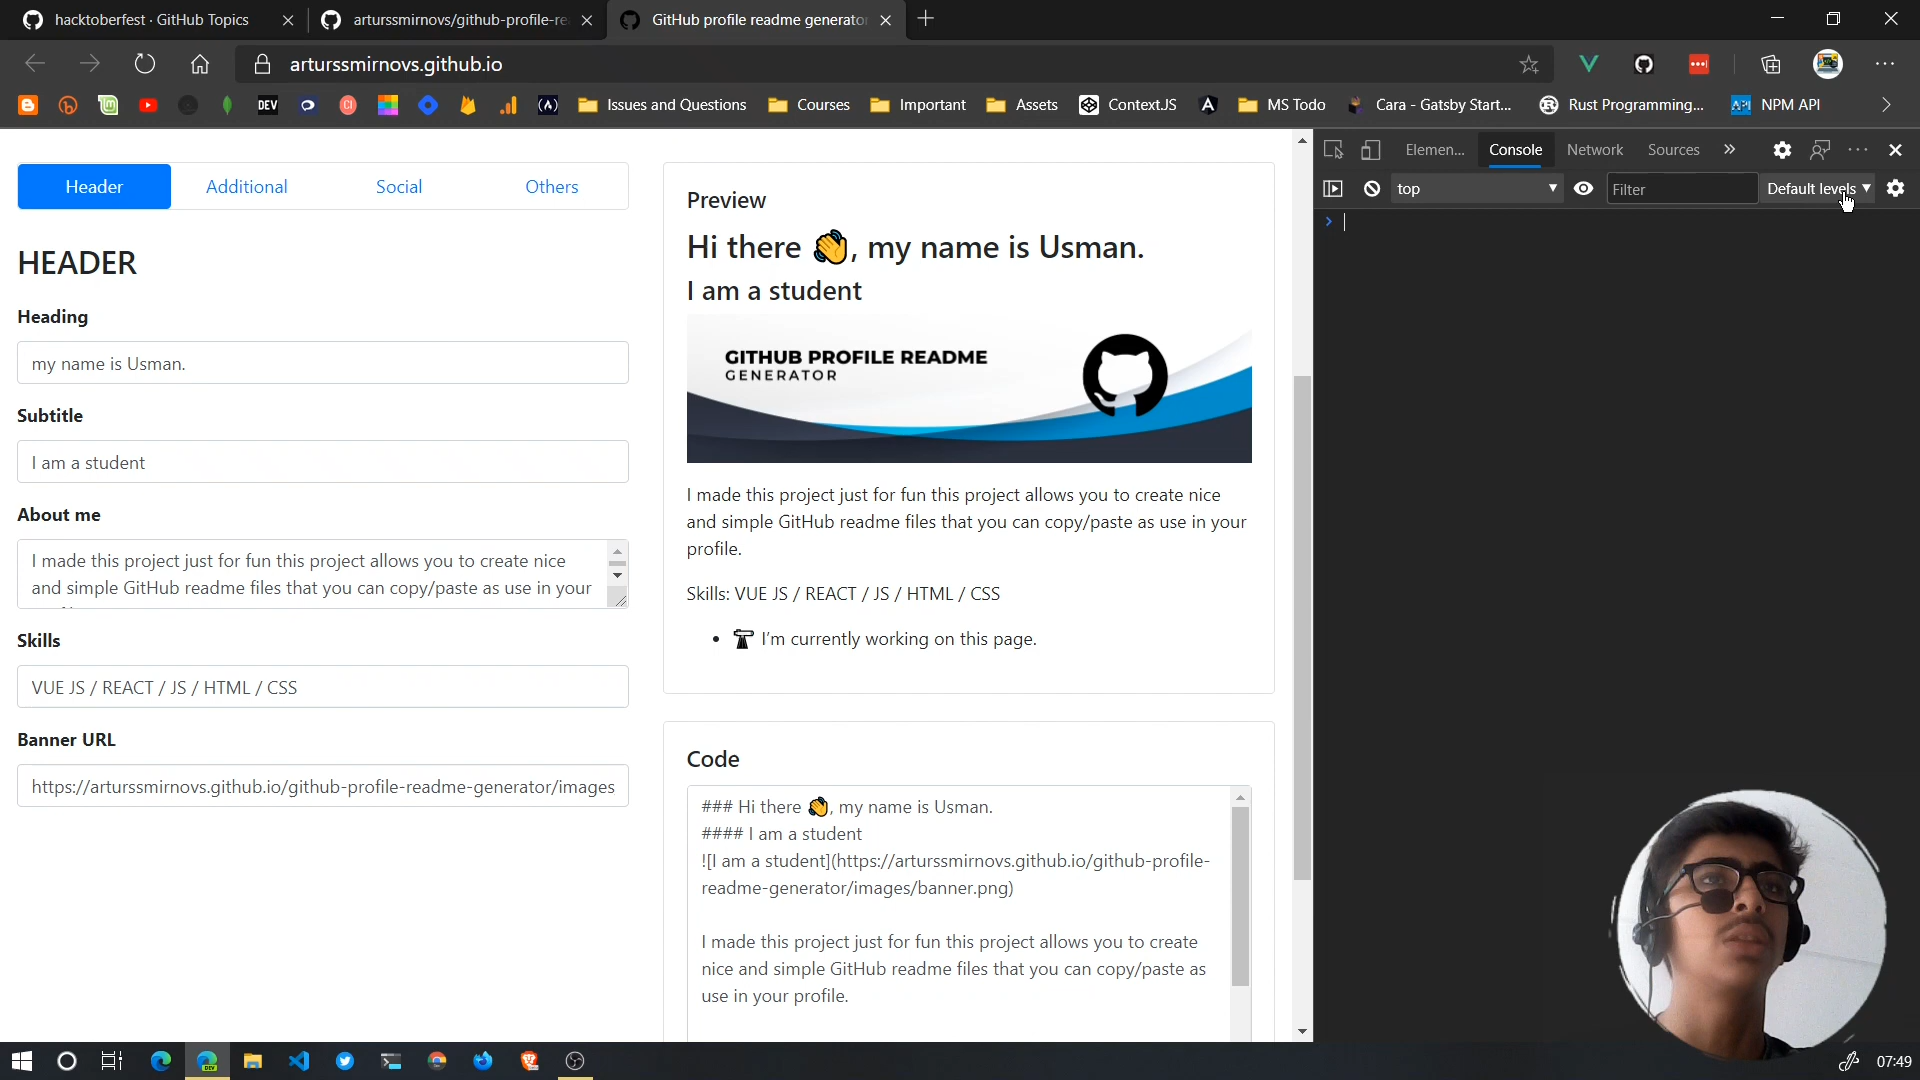 hacktoberfest · GitHub Topics
artursssmirnovs/github-profile-re
GitHub profile readme generator
artursssmirnovs.github.io
DEV
CI
(A)
Issues and Questions
Courses
Important
Assets
ContextJS
MS Todo
Cara - Gatsby Start...
Rust Programming...
API
NPM API
Header
Additional
Social
Others
HEADER
Heading
my name is Usman.
Subtitle
I am a student
About me
I made this project just for fun this project allows you to create nice
and simple GitHub readme files that you can copy/paste as use in your
Skills
VUE JS / REACT / JS / HTML / CSS
Banner URL
https://arturssmirnovs.github.io/github-profile-readme-generator/images
Preview
Hi there 👋, my name is Usman.
I am a student
GITHUB PROFILE README
GENERATOR
I made this project just for fun this project allows you to create nice
and simple GitHub readme files that you can copy/paste as use in your
profile.
Skills: VUE JS / REACT / JS / HTML / CSS
• I'm currently working on this page.
Code
### Hi there 👋, my name is Usman.
#### I am a student
![I am a student](https://arturssmirnovs.github.io/github-profile-
readme-generator/images/banner.png)
I made this project just for fun this project allows you to create
nice and simple GitHub readme files that you can copy/paste as
use in your profile.
Elemen...
Console
Network
Sources
top
Filter
Default levels
DEV
07:49